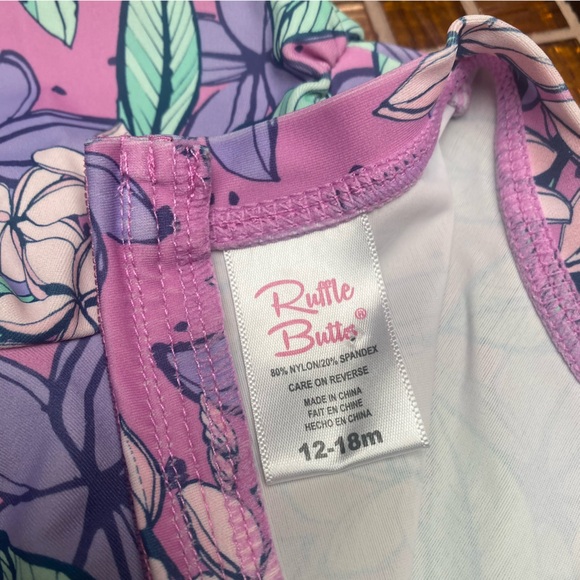 Ruffle
Butts®
80% NYLON/20% SPANDEX
CARE ON REVERSE
MADE IN CHINA
FAIT EN CHINE
HECHO EN CHINA
12-18m